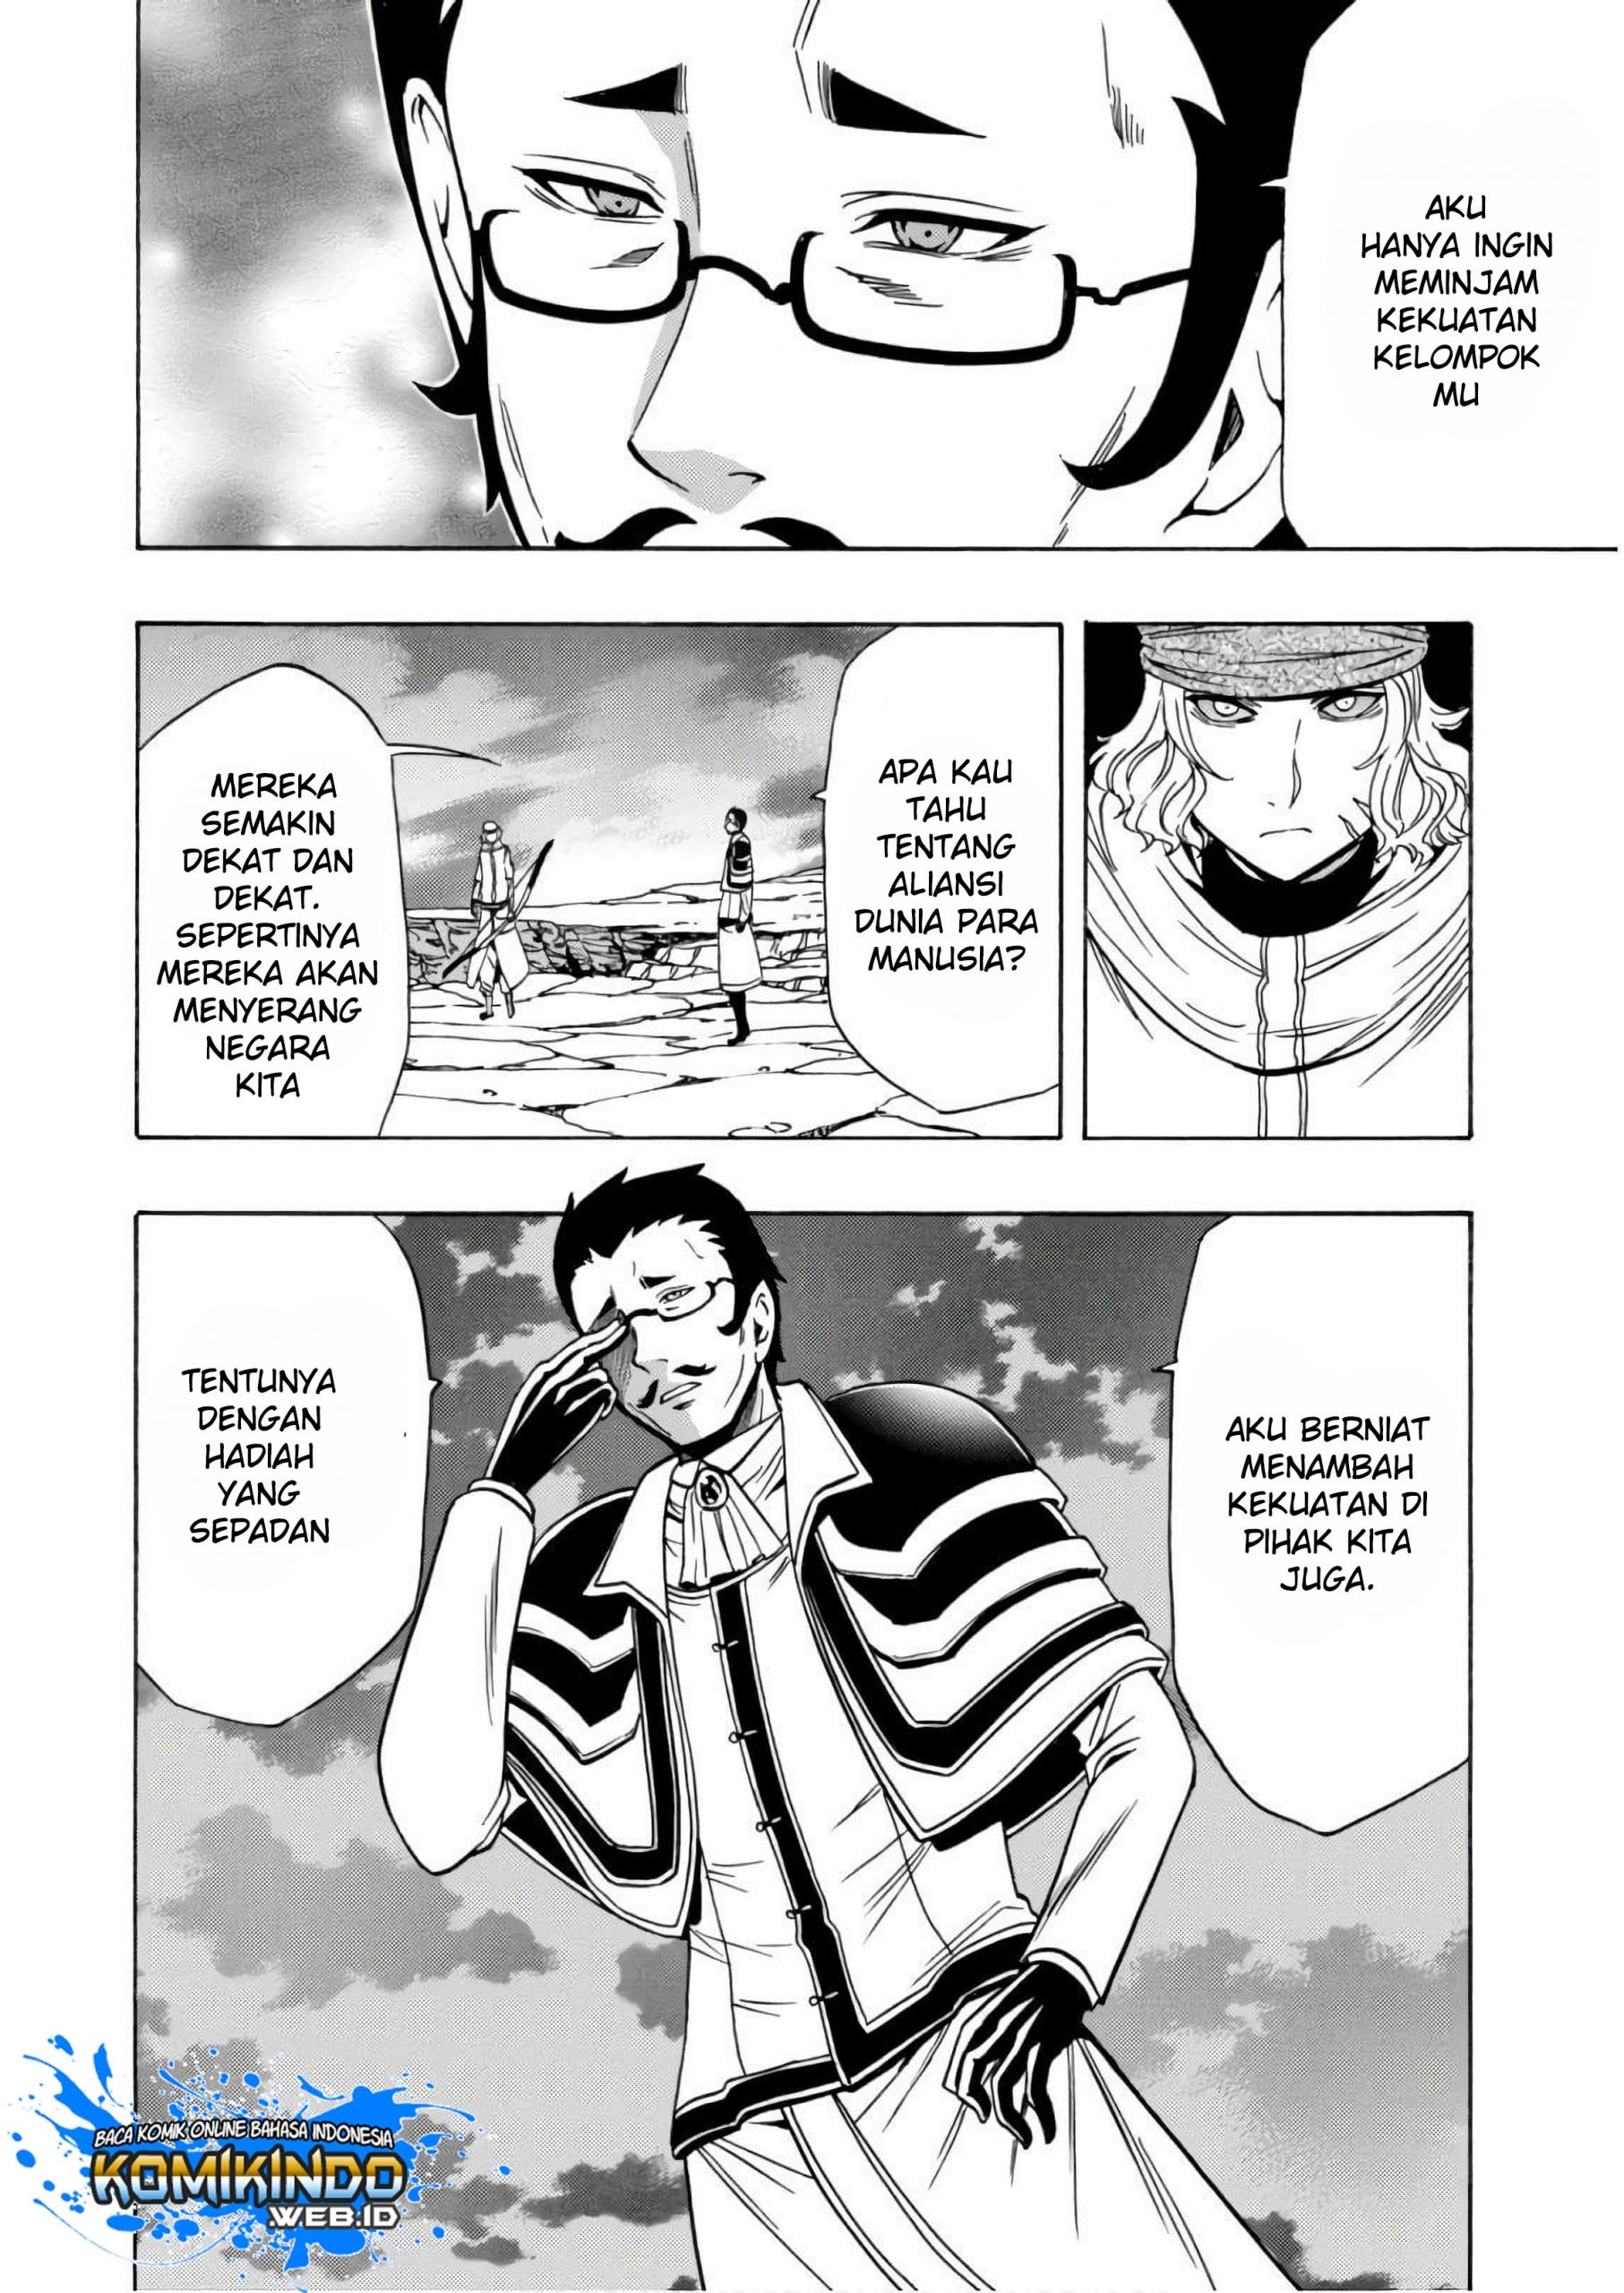 AKU
HANYA INGIN
MEMINJAM
KEKUATAN
KELOMPOK
MU
APA KAU
TAHU
TENTANG
ALIANSI
DUNIA PARA
MANUSIA?
MEREKA
SEMAKIN
DEKAT DAN
DEKAT.
SEPERTINYA
MEREKA AKAN
MENYERANG
NEGARA
KITA
AKU BERNIAT
MENAMBAH
KEKUATAN DI
PIHAK KITA
JUGA.
TENTUNYA
DENGAN
HADIAH
YANG
SEPADAN
BACA KOMIK ONLINE BAHASA INDONESIA
KOMIKINDO
.WEB.ID